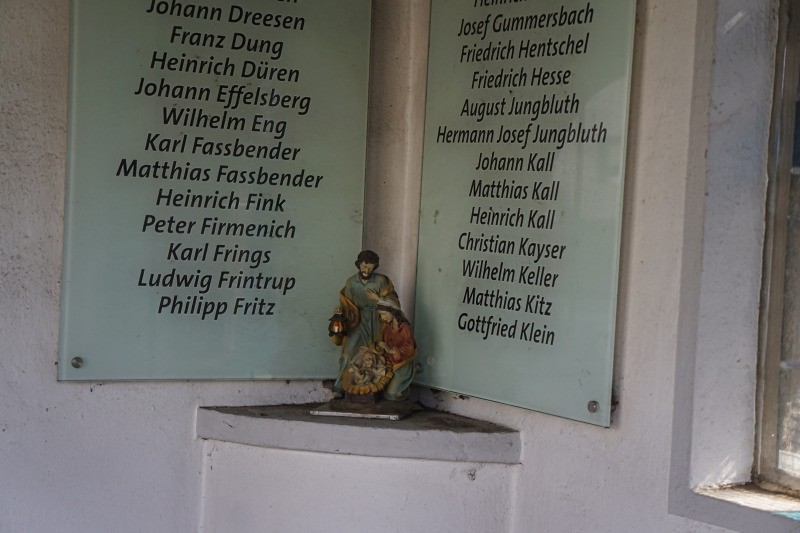 Johann Dreesen
Franz Dung
Heinrich Düren
Johann Effelsberg
Wilhelm Eng
Karl Fassbender
Matthias Fassbender
Heinrich Fink
Peter Firmenich
Karl Frings
Ludwig Frintrup
Philipp Fritz
Josef Gummersbach
Friedrich Hentschel
Friedrich Hesse
August Jungbluth
Hermann Josef Jungbluth
Johann Kall
Matthias Kall
Heinrich Kall
Christian Kayser
Wilhelm Keller
Matthias Kitz
Gottfried Klein